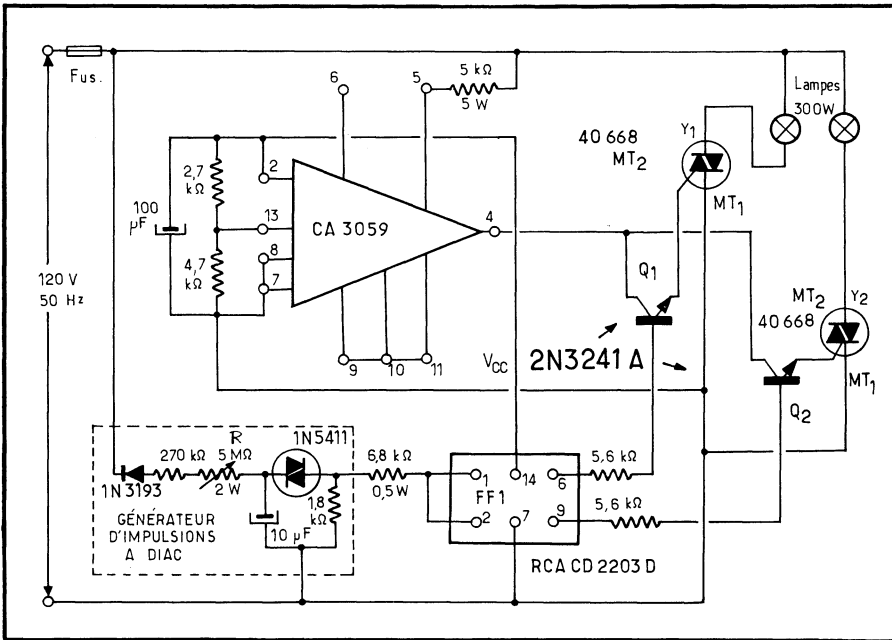 Fus.
6
5
5 kΩ
5 W
Lampes
300W
40 668
MT2
Y1
MT1
2
2,7
kΩ
100
µF
13
CA 3059
4
4,7
kΩ
8
7
120 V
50 Hz
Q1
MT2
Y2
40 668
MT1
9
10
11
VCC
2N3241 A
Q2
R
270 kΩ
5 MΩ
1N5411
6,8 kΩ
5,6 kΩ
1N3193
2 W
0,5 W
1
14
6
FF1
5,6 kΩ
1,8
kΩ
GÉNÉRATEUR
D'IMPULSIONS
A DIAC
10 µF
2
7
9
RCA CD 2203 D